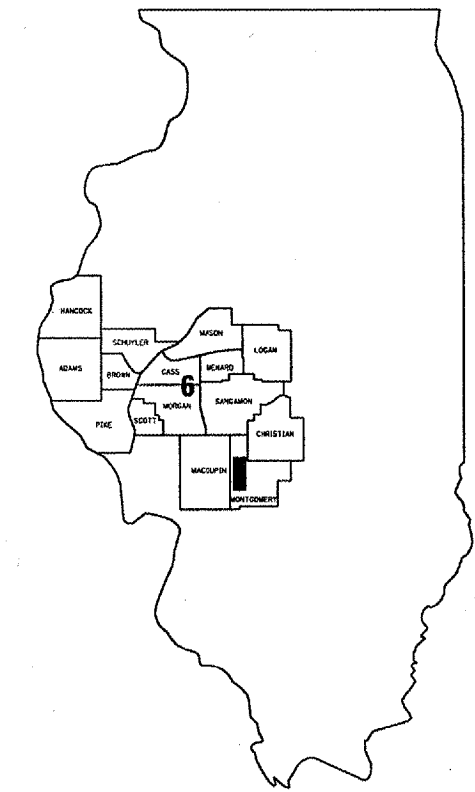 HANCOCK
MASON
SCHUYLER
LOGAN
ADAMS
BROWN
CASS
MENARD
6
MORGAN
SANGAMON
PIKE
SCOTT
CHRISTIAN
MACOUPIN
MONTGOMERY